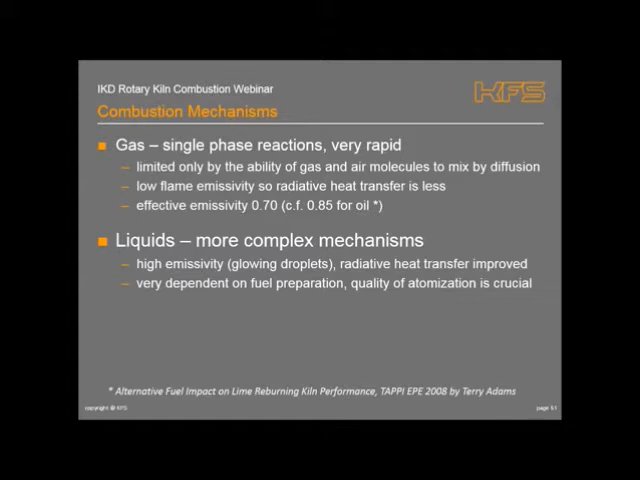 IKD Rotary Kiln Combustion Webinar
KFS
Combustion Mechanisms
Gas – single phase reactions, very rapid
– limited only by the ability of gas and air molecules to mix by diffusion
– low flame emissivity so radiative heat transfer is less
– effective emissivity 0.70 (c.f. 0.85 for oil *)
Liquids – more complex mechanisms
– high emissivity (glowing droplets), radiative heat transfer improved
– very dependent on fuel preparation, quality of atomization is crucial
* Alternative Fuel Impact on Lime Reburning Kiln Performance, TAPPI EPE 2008 by Terry Adams
copyright @ KFS
page 51